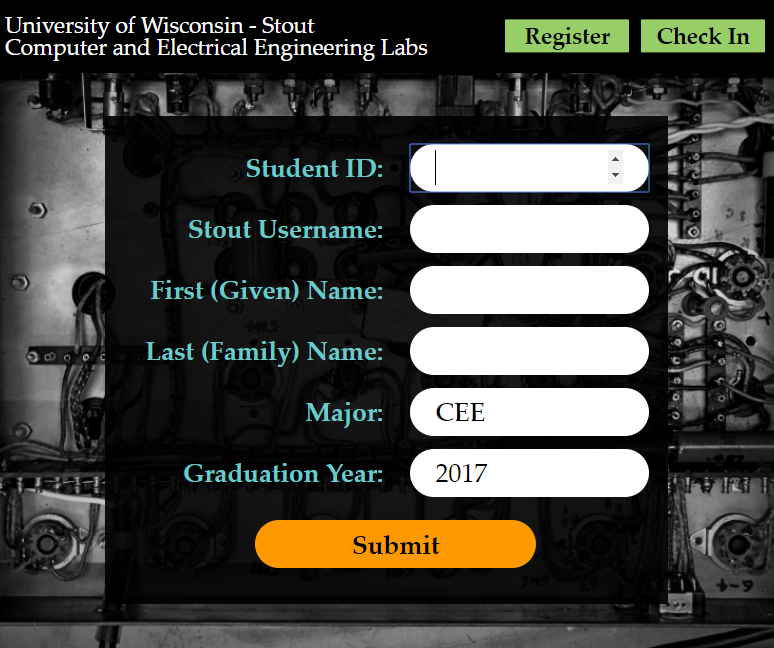 University of Wisconsin - Stout
Computer and Electrical Engineering Labs
Register
Check In
Student ID:
Stout Username:
First (Given) Name:
Last (Family) Name:
Major:
CEE
Graduation Year:
2017
Submit